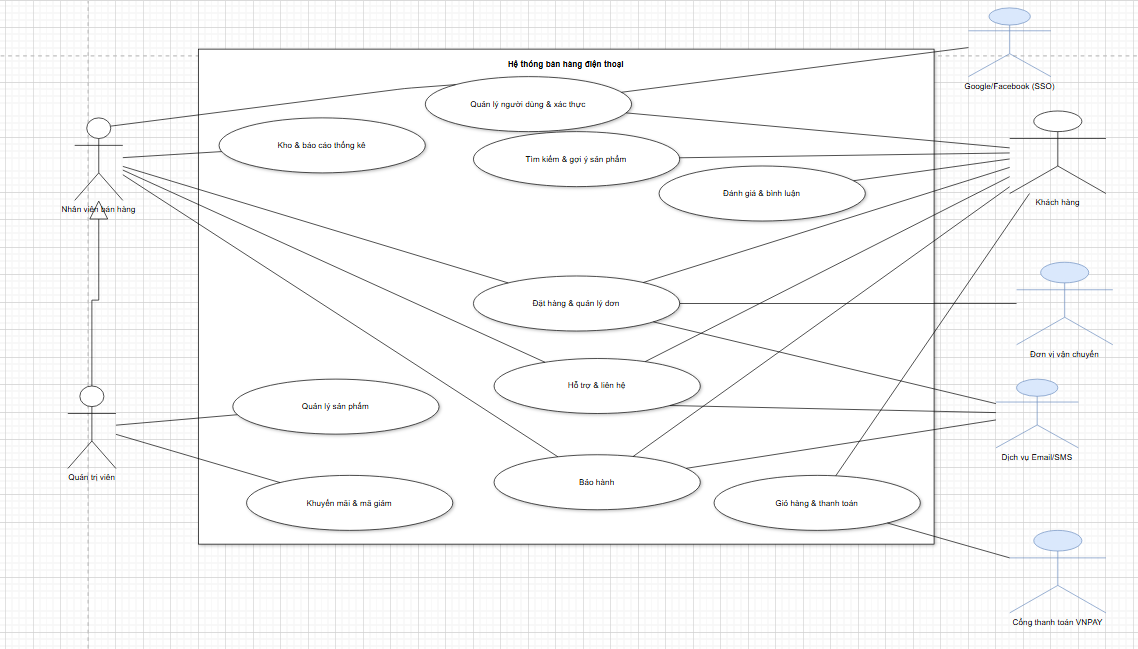 Hệ thống bán hàng điện thoại
Google/Facebook (SSO)
Quản lý người dùng & xác thực
Kho & báo cáo thống kê
Tìm kiếm & gợi ý sản phẩm
Đánh giá & bình luận
Nhân viên bán hàng
Khách hàng
Đặt hàng & quản lý đơn
Đơn vị vận chuyển
Hỗ trợ & liên hệ
Quản lý sản phẩm
Dịch vụ Email/SMS
Quản trị viên
Bảo hành
Khuyến mãi & mã giảm
Giỏ hàng & thanh toán
Cổng thanh toán VNPAY